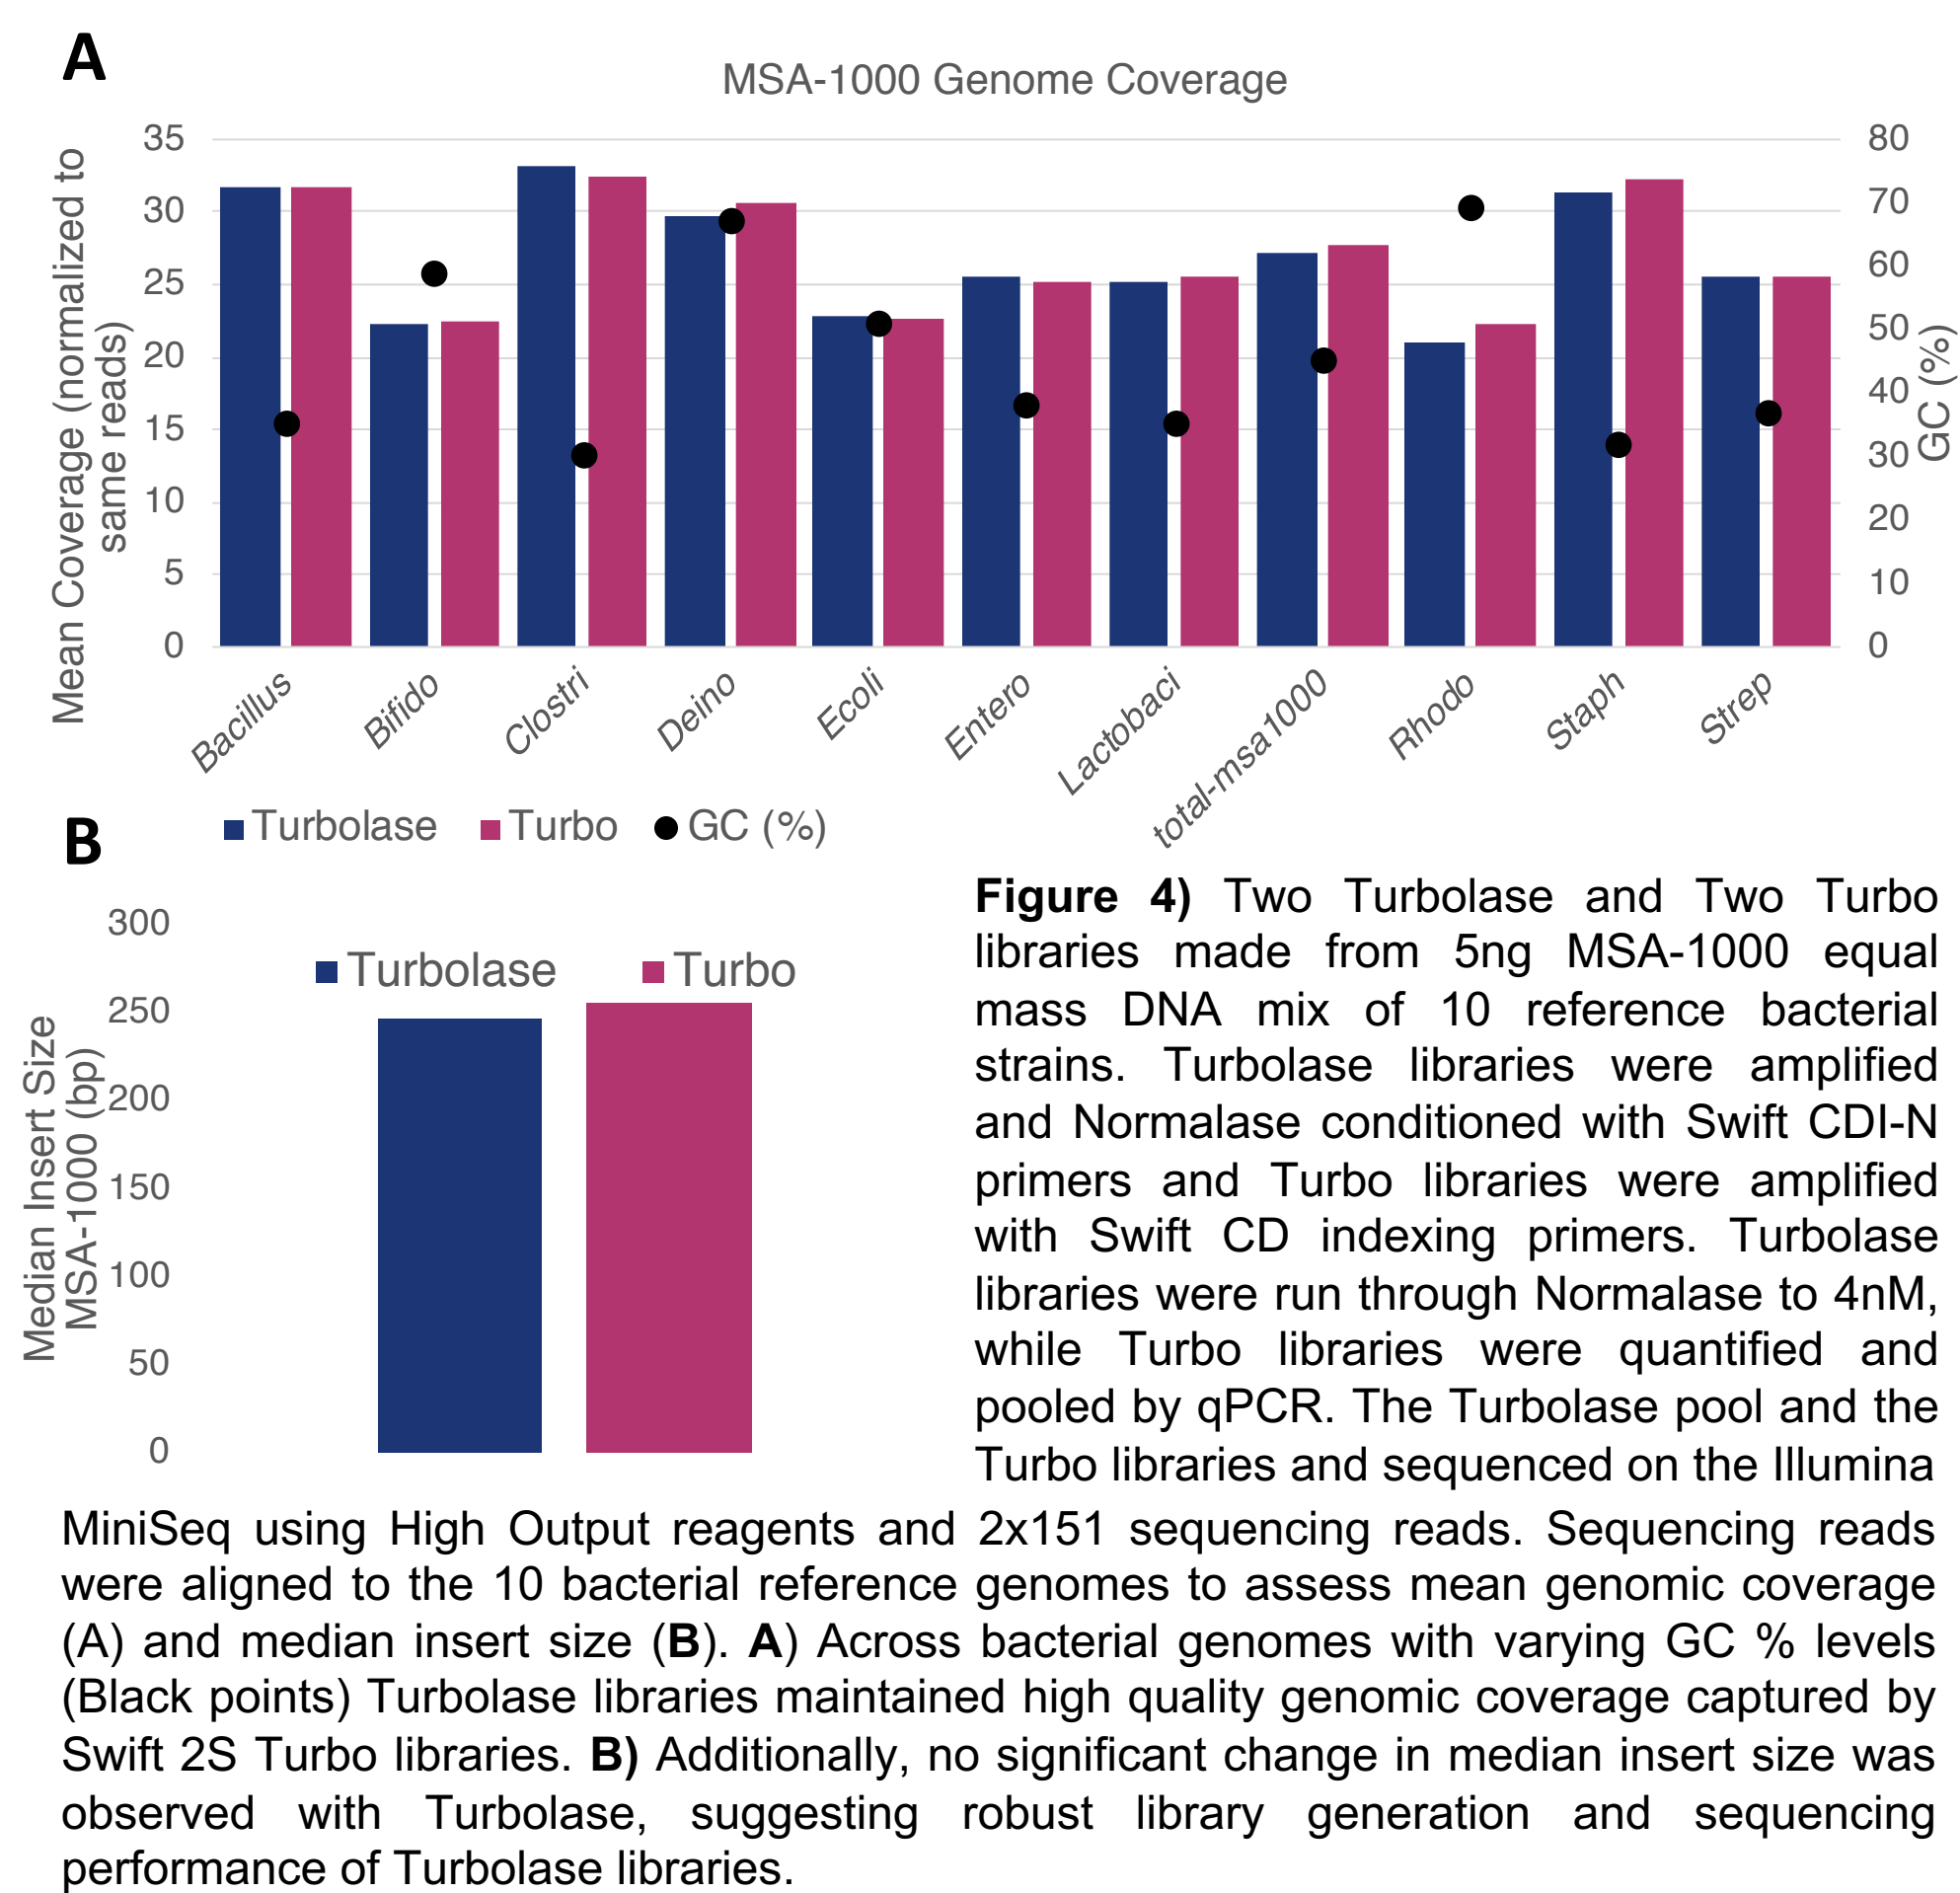 A
MSA-1000 Genome Coverage
Mean Coverage (normalized to
same reads)
35
30
25
20
15
10
5
0
80
70
60
50
40
30
20
10
0
GC (%)
Bacillus
Bifido
Clostri
Deino
Ecoli
Entero
Lactobaci
total-msa1000
Rhodo
Staph
Strep
Turbolase Turbo GC (%)
B
Median Insert Size
MSA-1000 (bp)
300
250
200
150
100
50
0
Turbolase Turbo
Figure 4) Two Turbolase and Two Turbo
libraries made from 5ng MSA-1000 equal
mass DNA mix of 10 reference bacterial
strains. Turbolase libraries were amplified
and Normalase conditioned with Swift CDI-N
primers and Turbo libraries were amplified
with Swift CD indexing primers. Turbolase
libraries were run through Normalase to 4nM,
while Turbo libraries were quantified and
pooled by qPCR. The Turbolase pool and the
Turbo libraries and sequenced on the Illumina
MiniSeq using High Output reagents and 2x151 sequencing reads. Sequencing reads
were aligned to the 10 bacterial reference genomes to assess mean genomic coverage
(A) and median insert size (B). A) Across bacterial genomes with varying GC % levels
(Black points) Turbolase libraries maintained high quality genomic coverage captured by
Swift 2S Turbo libraries. B) Additionally, no significant change in median insert size was
observed with Turbolase, suggesting robust library generation and sequencing
performance of Turbolase libraries.